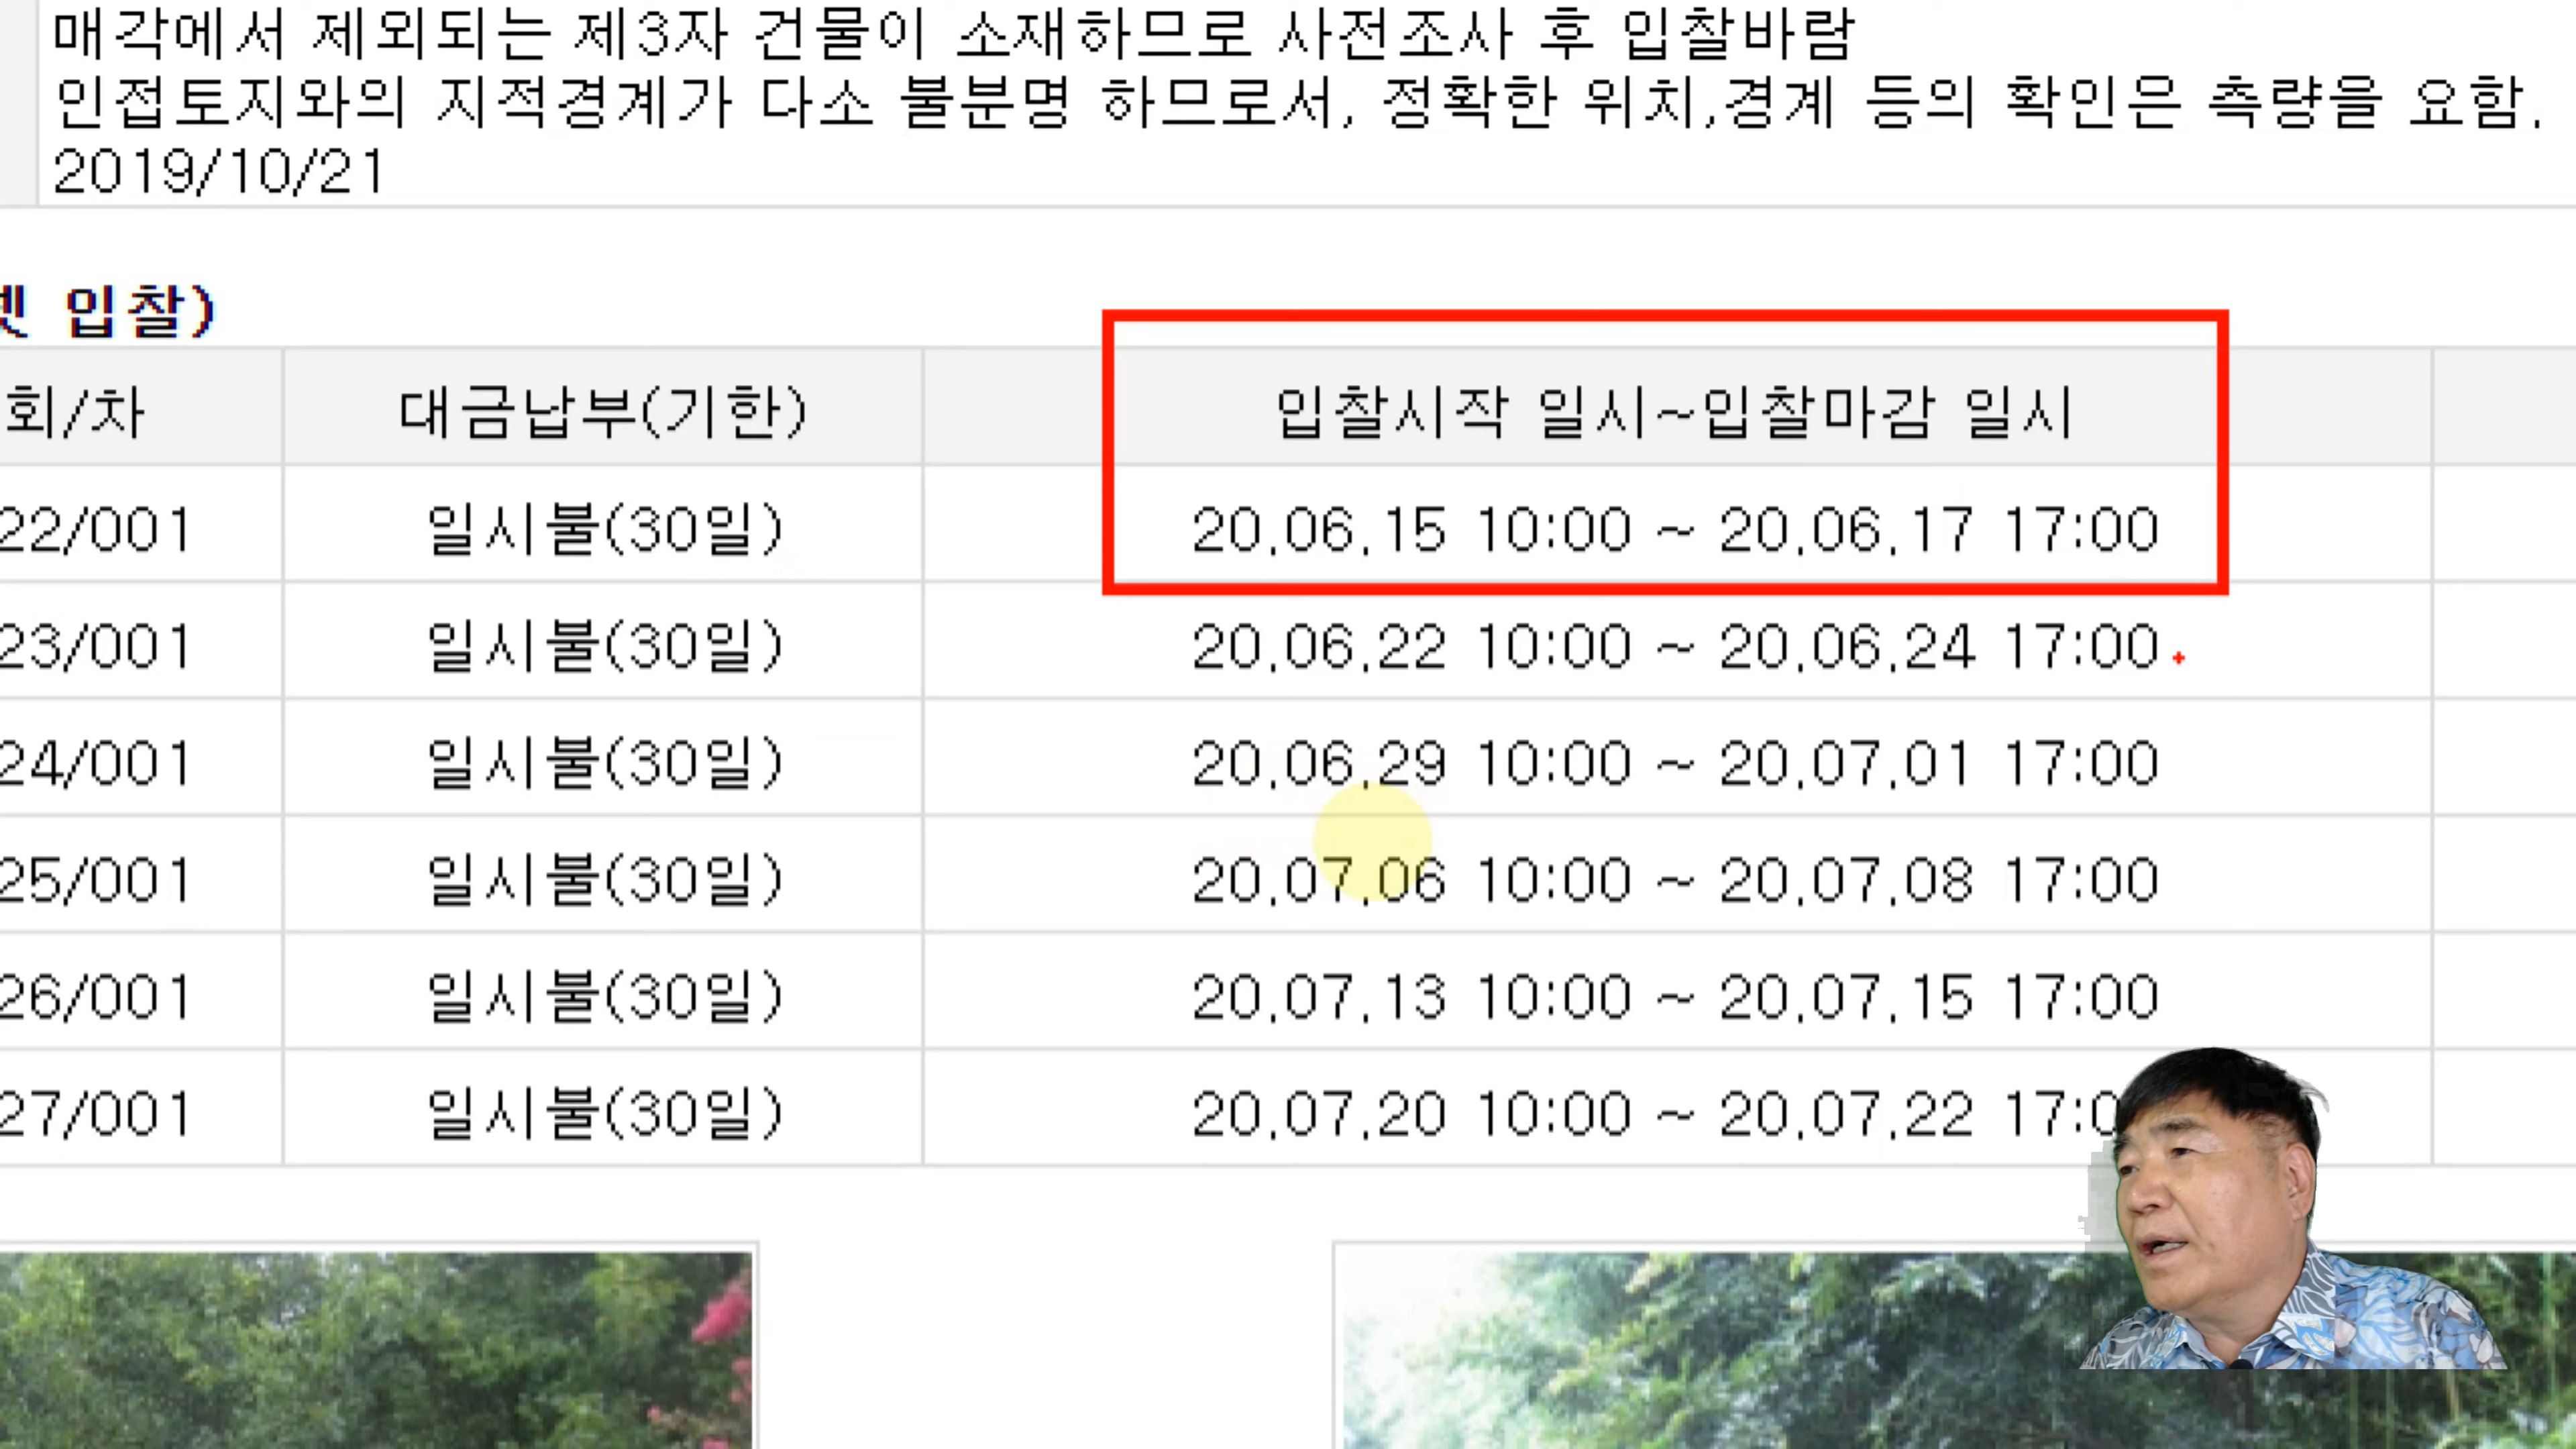 매각에서 제외되는 제3자 건물이 소재하므로 사전조사 후 입찰바람
인접토지와의 지적경계가 다소 불분명 하므로서, 정확한 위치,경계 등의 확인은 측량을 요함.
2019/10/21
입찰)
회/차 대금납부(기한) 입찰시작 일시~입찰마감 일시
22/001 일시불(30일) 20.06.15 10:00 ~ 20.06.17 17:00
23/001 일시불(30일) 20.06.22 10:00 ~ 20.06.24 17:00
24/001 일시불(30일) 20.06.29 10:00 ~ 20.07.01 17:00
25/001 일시불(30일) 20.07.06 10:00 ~ 20.07.08 17:00
26/001 일시불(30일) 20.07.13 10:00 ~ 20.07.15 17:00
27/001 일시불(30일) 20.07.20 10:00 ~ 20.07.22